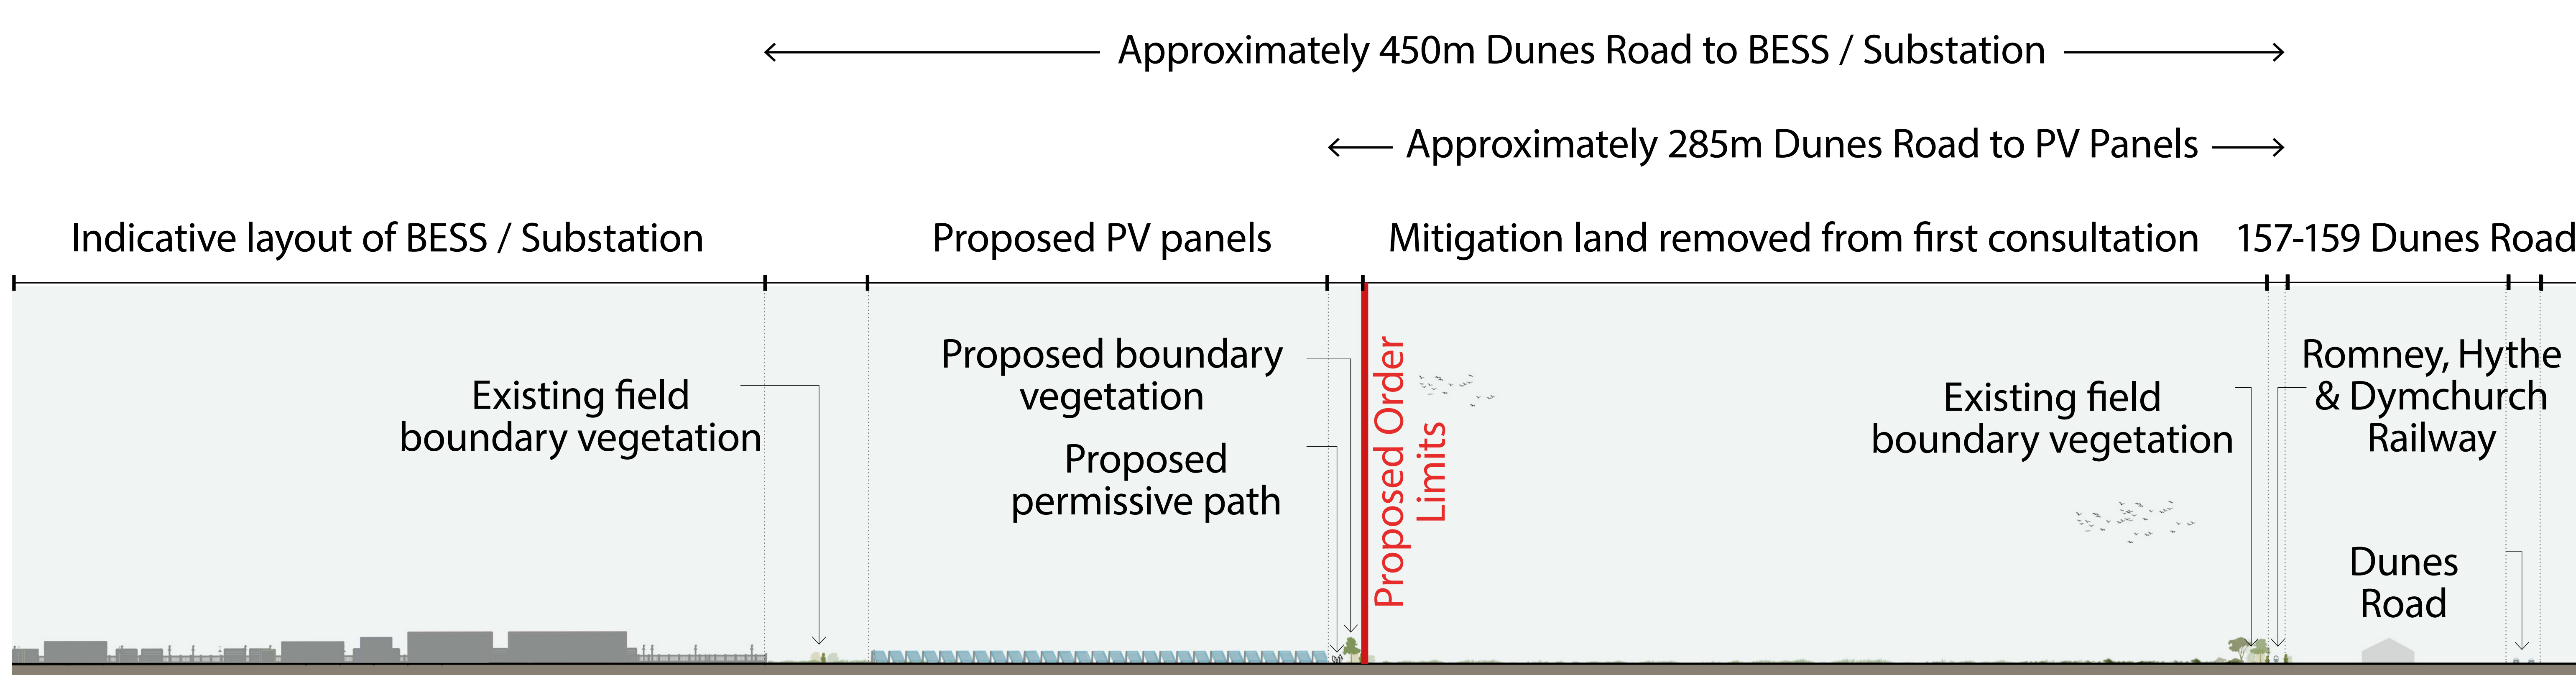 Approximately 450m Dunes Road to BESS / Substation
Approximately 285m Dunes Road to PV Panels
Indicative layout of BESS / Substation
Proposed PV panels
Mitigation land removed from first consultation
157-159 Dunes Road
Existing field
boundary vegetation
Proposed boundary
vegetation
Proposed
permissive path
Proposed Order
Limits
Existing field
boundary vegetation
Romney, Hythe
& Dymchurch
Railway
Dunes
Road